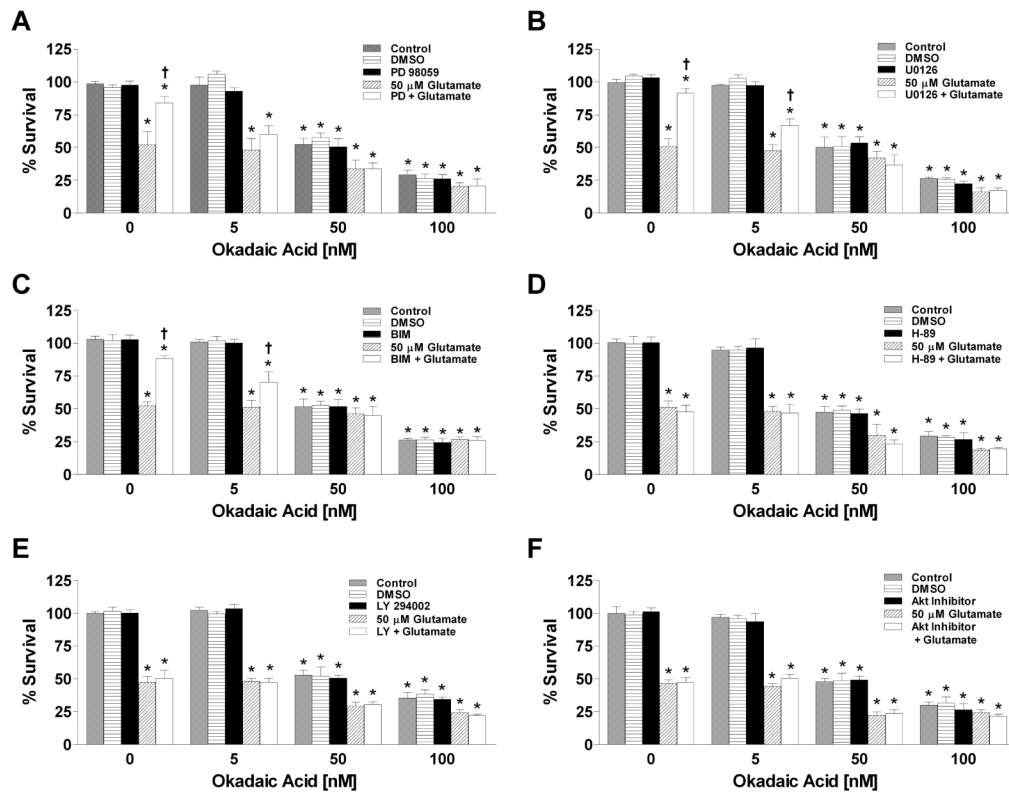 A
125
100
75
50
25
0
% Survival
Control
DMSO
PD 98059
50 μM Glutamate
PD + Glutamate
†
*
*
*
*
* * * * *
* * * * *
0 5 50 100
Okadaic Acid [nM]
B
125
100
75
50
25
0
% Survival
Control
DMSO
U0126
50 μM Glutamate
U0126 + Glutamate
†
*
*
†
*
*
* * * * *
* * * * *
0 5 50 100
Okadaic Acid [nM]
C
125
100
75
50
25
0
% Survival
Control
DMSO
BIM
50 μM Glutamate
BIM + Glutamate
†
*
*
†
*
*
* * * * *
* * * * *
0 5 50 100
Okadaic Acid [nM]
D
125
100
75
50
25
0
% Survival
Control
DMSO
H-89
50 μM Glutamate
H-89 + Glutamate
* *
* *
* * * * *
* * * * *
0 5 50 100
Okadaic Acid [nM]
E
125
100
75
50
25
0
% Survival
Control
DMSO
LY 294002
50 μM Glutamate
LY + Glutamate
* *
* *
* * * * *
* * * * *
0 5 50 100
Okadaic Acid [nM]
F
125
100
75
50
25
0
% Survival
Control
DMSO
Akt Inhibitor
50 μM Glutamate
Akt Inhibitor
+ Glutamate
* *
* *
* * * * *
* * * * *
0 5 50 100
Okadaic Acid [nM]